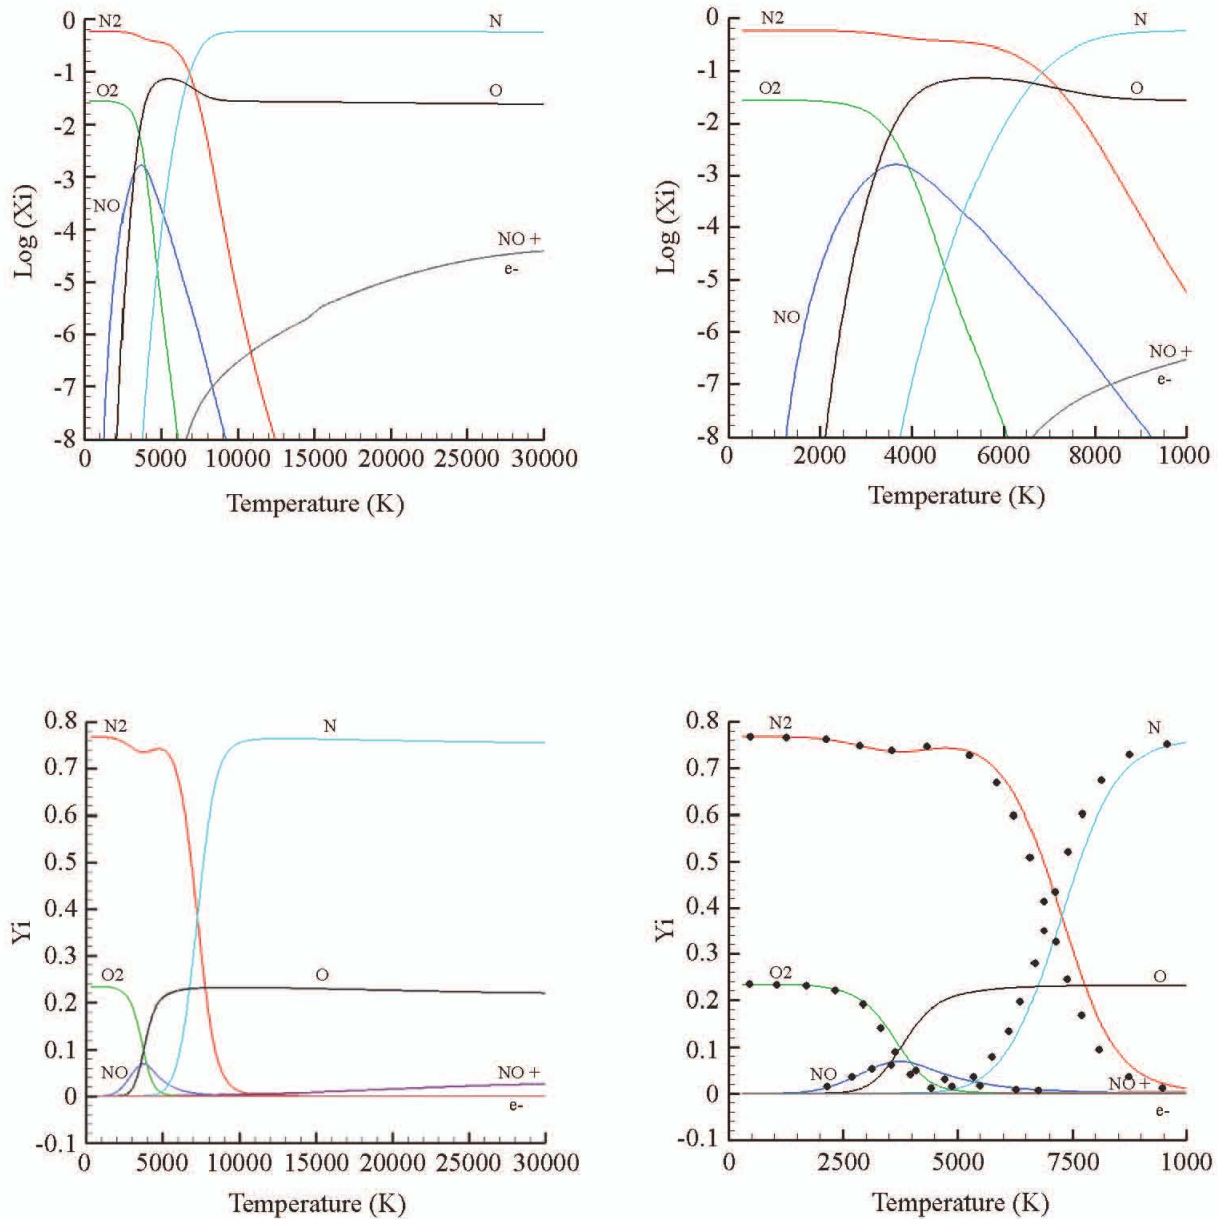 Log (Xi)
0
-1
-2
-3
-4
-5
-6
-7
-8
N2
N
O2
O
NO
NO +
e-
0 5000 10000 15000 20000 25000 30000
Temperature (K)
Log (Xi)
0
-1
-2
-3
-4
-5
-6
-7
-8
N2
N
O2
O
NO
NO +
e-
0 2000 4000 6000 8000 1000
Temperature (K)
Yi
0.8
0.7
0.6
0.5
0.4
0.3
0.2
0.1
0
-0.1
N2
N
O2
O
NO
NO +
e-
0 5000 10000 15000 20000 25000 30000
Temperature (K)
Yi
0.8
0.7
0.6
0.5
0.4
0.3
0.2
0.1
0
-0.1
N2
N
O2
O
NO
NO +
e-
0 2500 5000 7500 1000
Temperature (K)